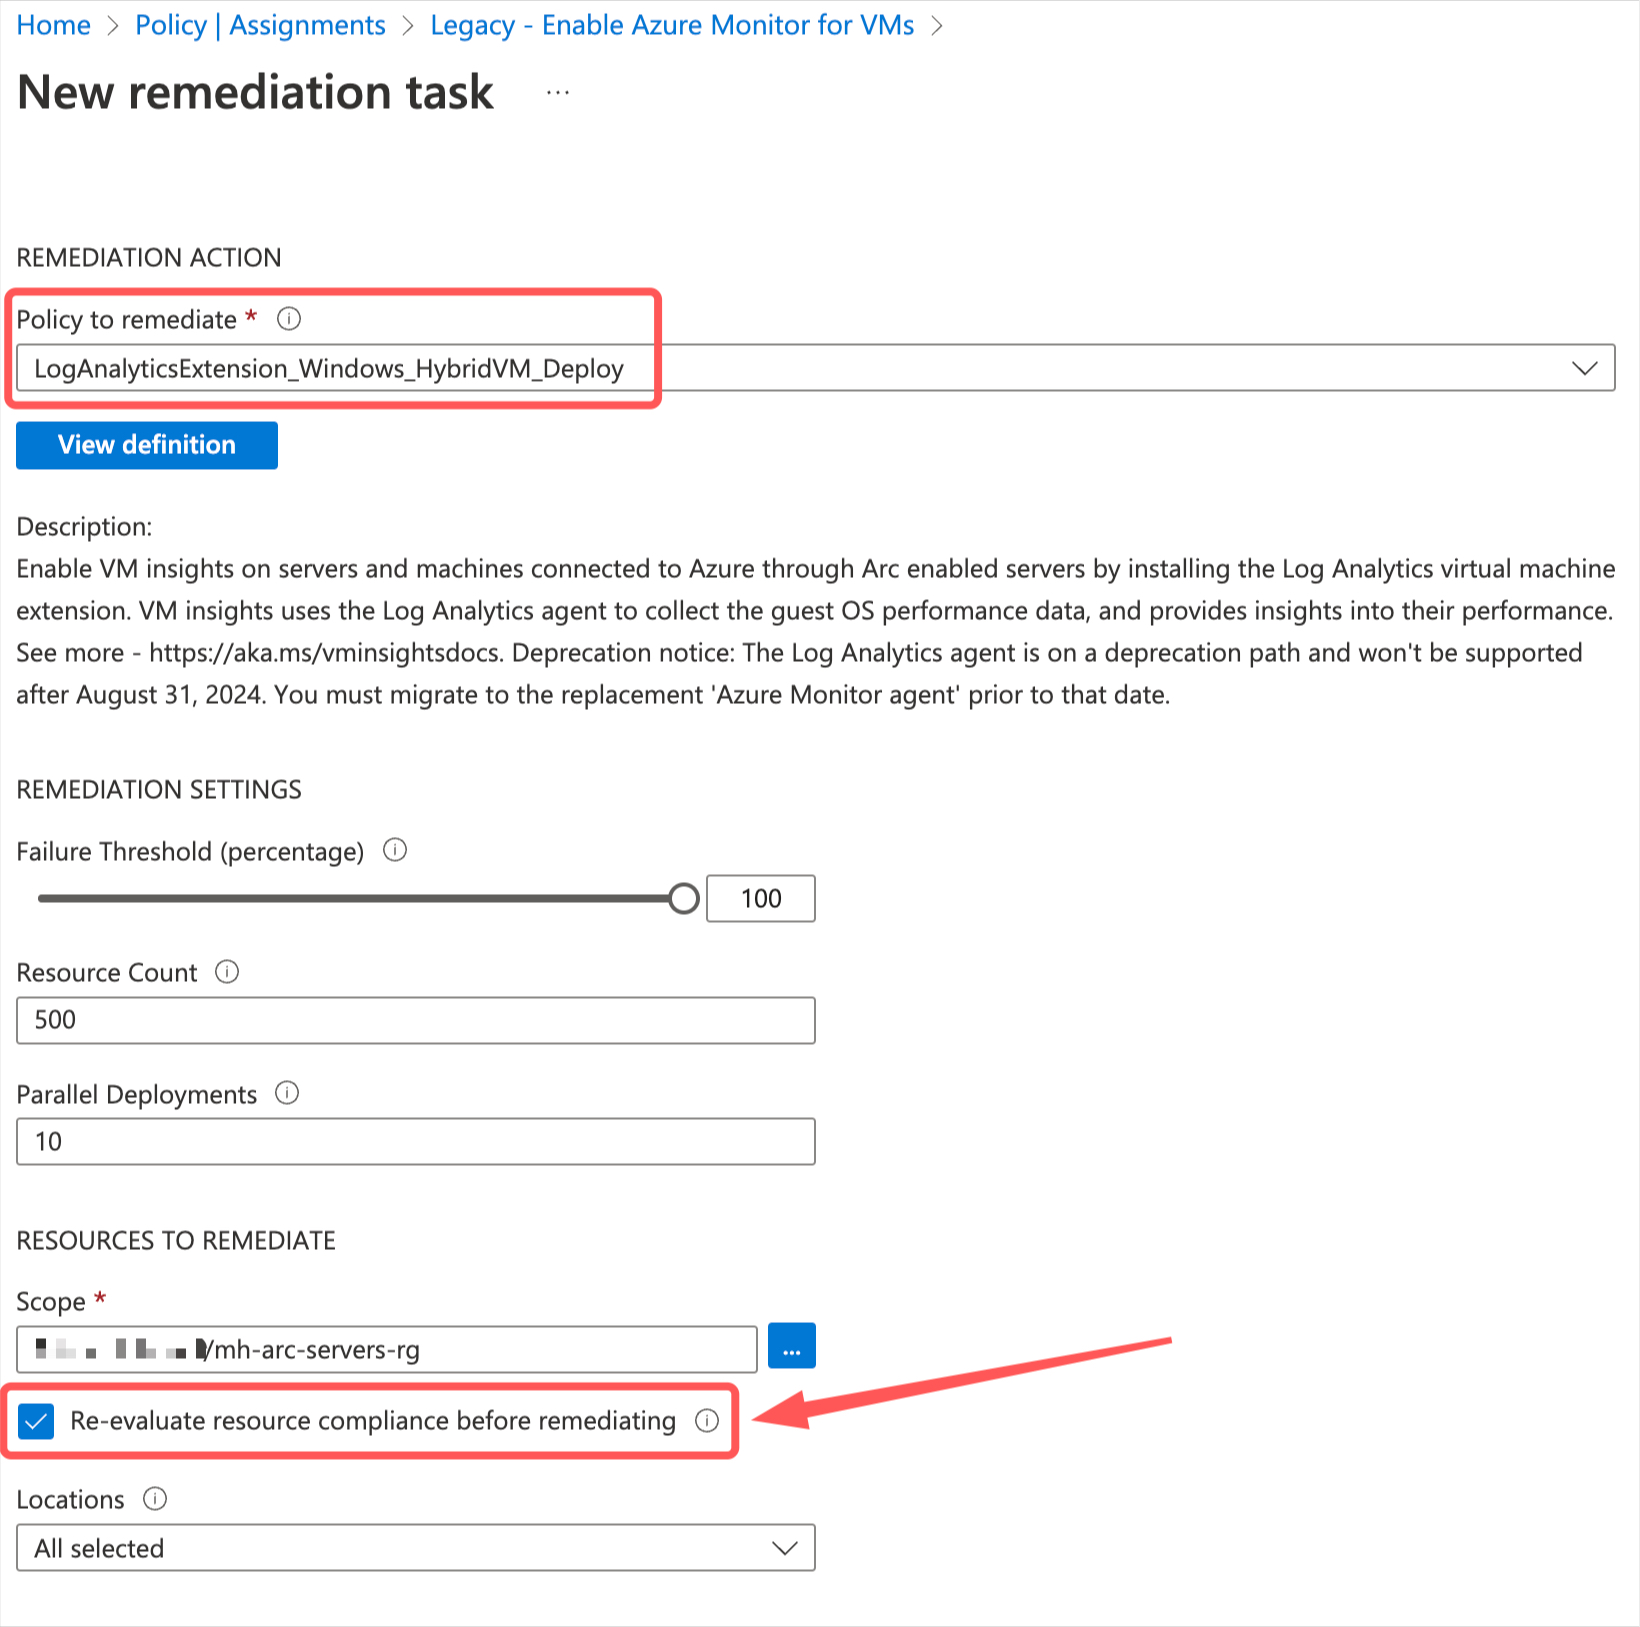 Home > Policy | Assignments > Legacy - Enable Azure Monitor for VMs >
New remediation task ...
REMEDIATION ACTION
Policy to remediate *
LogAnalyticsExtension_Windows_HybridVM_Deploy
View definition
Description:
Enable VM insights on servers and machines connected to Azure through Arc enabled servers by installing the Log Analytics virtual machine
extension. VM insights uses the Log Analytics agent to collect the guest OS performance data, and provides insights into their performance.
See more - https://aka.ms/vminsightsdocs. Deprecation notice: The Log Analytics agent is on a deprecation path and won't be supported
after August 31, 2024. You must migrate to the replacement 'Azure Monitor agent' prior to that date.
REMEDIATION SETTINGS
Failure Threshold (percentage)
100
Resource Count
500
Parallel Deployments
10
RESOURCES TO REMEDIATE
Scope *
/mh-arc-servers-rg
...
Re-evaluate resource compliance before remediating
Locations
All selected